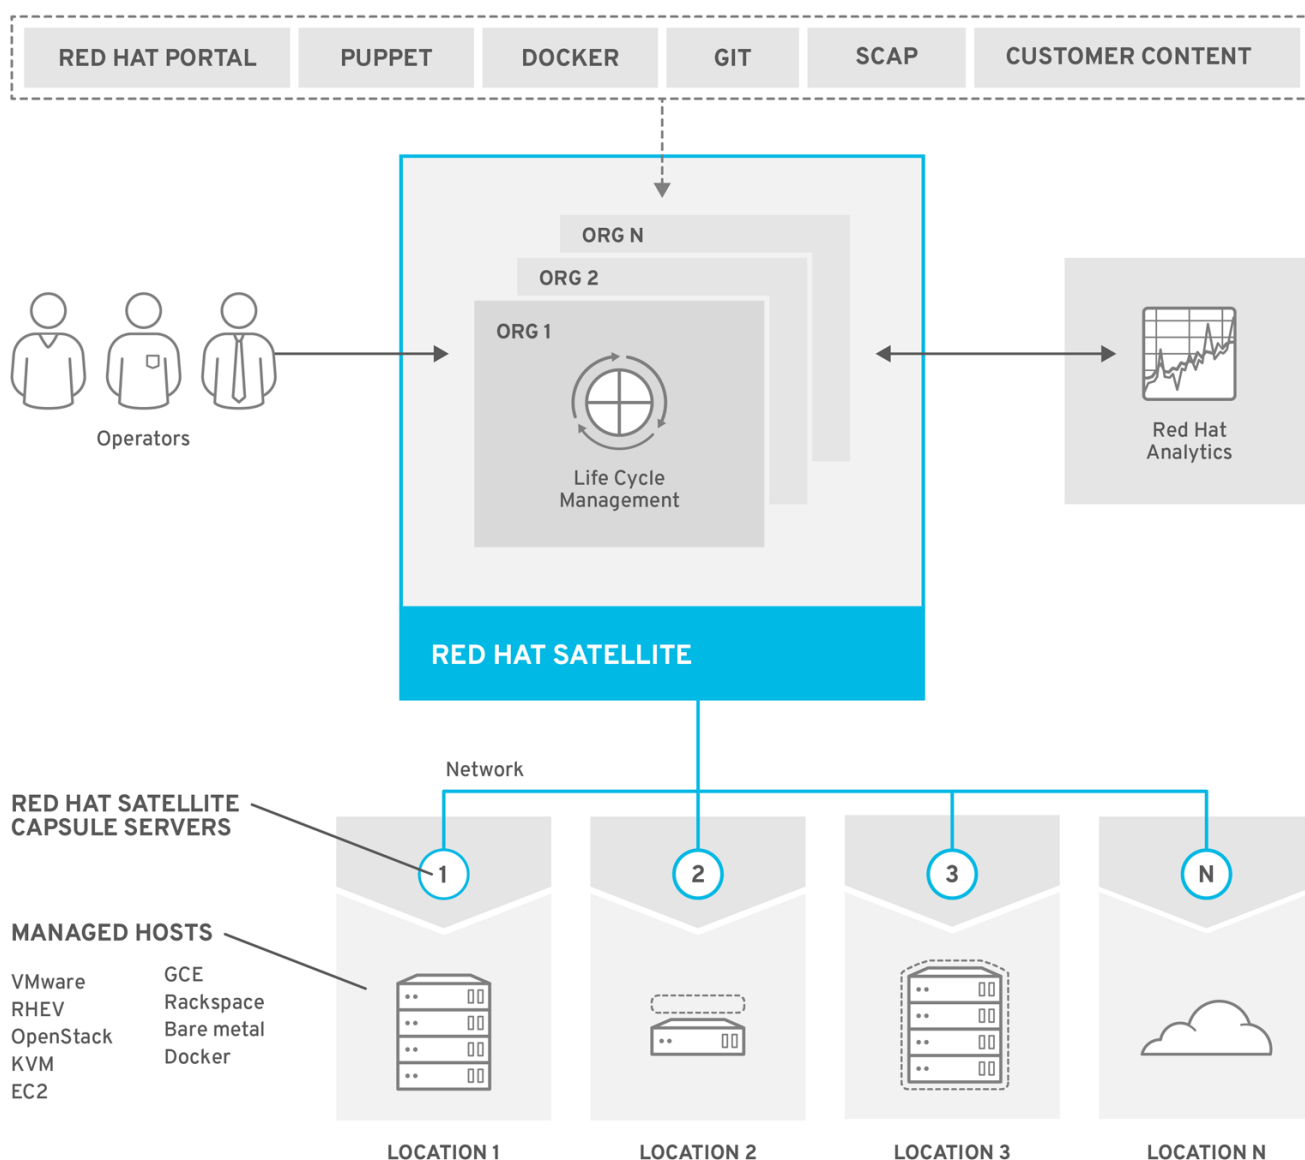 RED HAT PORTAL
PUPPET
DOCKER
GIT
SCAP
CUSTOMER CONTENT
ORG N
ORG 2
ORG 1
Life Cycle
Management
Operators
Red Hat
Analytics
RED HAT SATELLITE
Network
RED HAT SATELLITE
CAPSULE SERVERS
1
2
3
N
MANAGED HOSTS
VMware
RHEV
OpenStack
KVM
EC2
GCE
Rackspace
Bare metal
Docker
LOCATION 1
LOCATION 2
LOCATION 3
LOCATION N